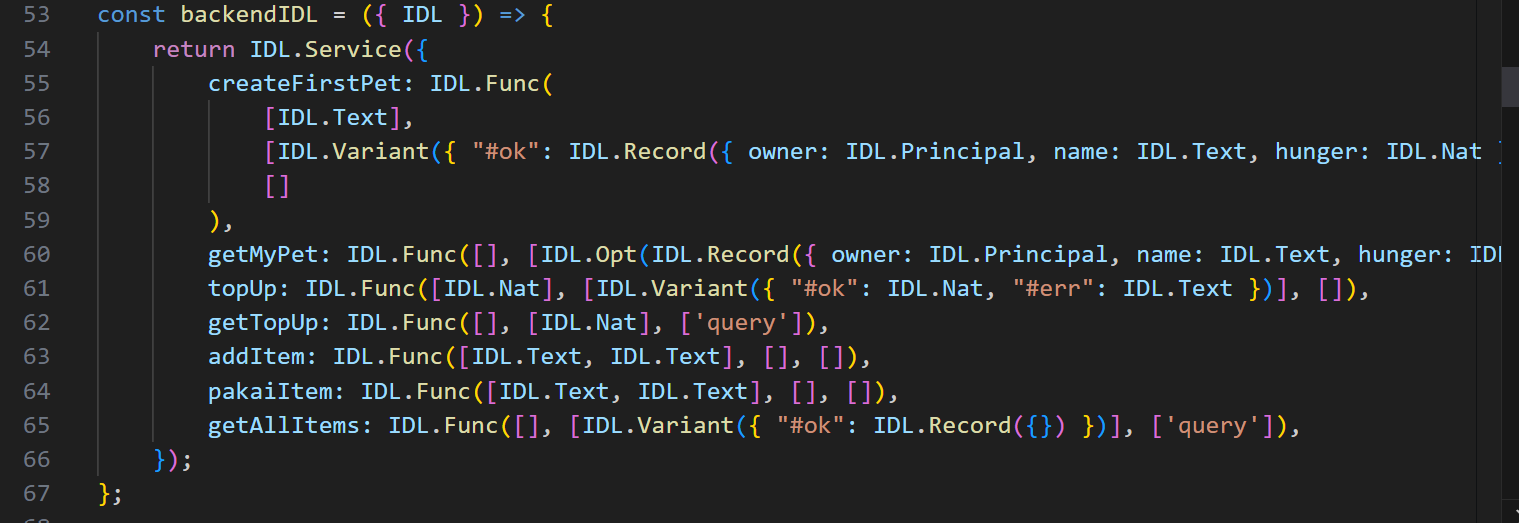 53 const backendIDL = ({ IDL }) => {
54 return IDL.Service({
55 createFirstPet: IDL.Func(
56 [IDL.Text],
57 [IDL.Variant({ "#ok": IDL.Record({ owner: IDL.Principal, name: IDL.Text, hunger: IDL.Nat
58 []
59 ),
60 getMyPet: IDL.Func([], [IDL.Opt(IDL.Record({ owner: IDL.Principal, name: IDL.Text, hunger:
61 topUp: IDL.Func([IDL.Nat], [IDL.Variant({ "#ok": IDL.Nat, "#err": IDL.Text })], []),
62 getTopUp: IDL.Func([], [IDL.Nat], ['query']),
63 addItem: IDL.Func([IDL.Text, IDL.Text], [], []),
64 pakaiItem: IDL.Func([IDL.Text, IDL.Text], [], []),
65 getAllItems: IDL.Func([], [IDL.Variant({ "#ok": IDL.Record({}) })], ['query']),
66 });
67 };